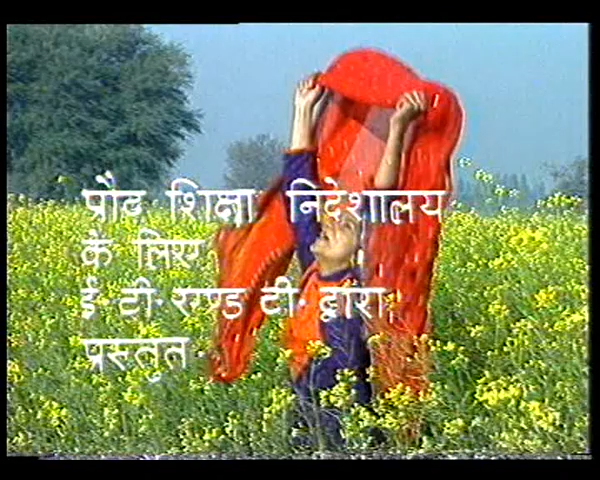 प्रौढ शिक्षा निदेशालय
के लिए
ई·टी·एण्ड टी· द्वारा
प्रस्तुत